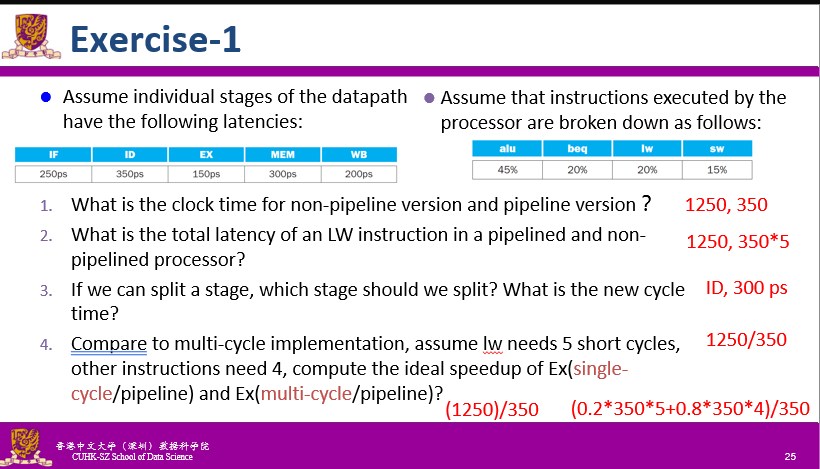 Exercise-1
Assume individual stages of the datapath
have the following latencies:
IF ID EX MEM WB
250ps 350ps 150ps 300ps 200ps
Assume that instructions executed by the
processor are broken down as follows:
alu beq lw sw
45% 20% 20% 15%
1. What is the clock time for non-pipeline version and pipeline version？ 1250, 350
2. What is the total latency of an LW instruction in a pipelined and non-
pipelined processor? 1250, 350*5
3. If we can split a stage, which stage should we split? What is the new cycle
time? ID, 300 ps
4. Compare to multi-cycle implementation, assume lw needs 5 short cycles,
other instructions need 4, compute the ideal speedup of Ex(single-
cycle/pipeline) and Ex(multi-cycle/pipeline)? 1250/350
(1250)/350 (0.2*350*5+0.8*350*4)/350
香港中文大学（深圳）数据科学院
CUHK-SZ School of Data Science
25